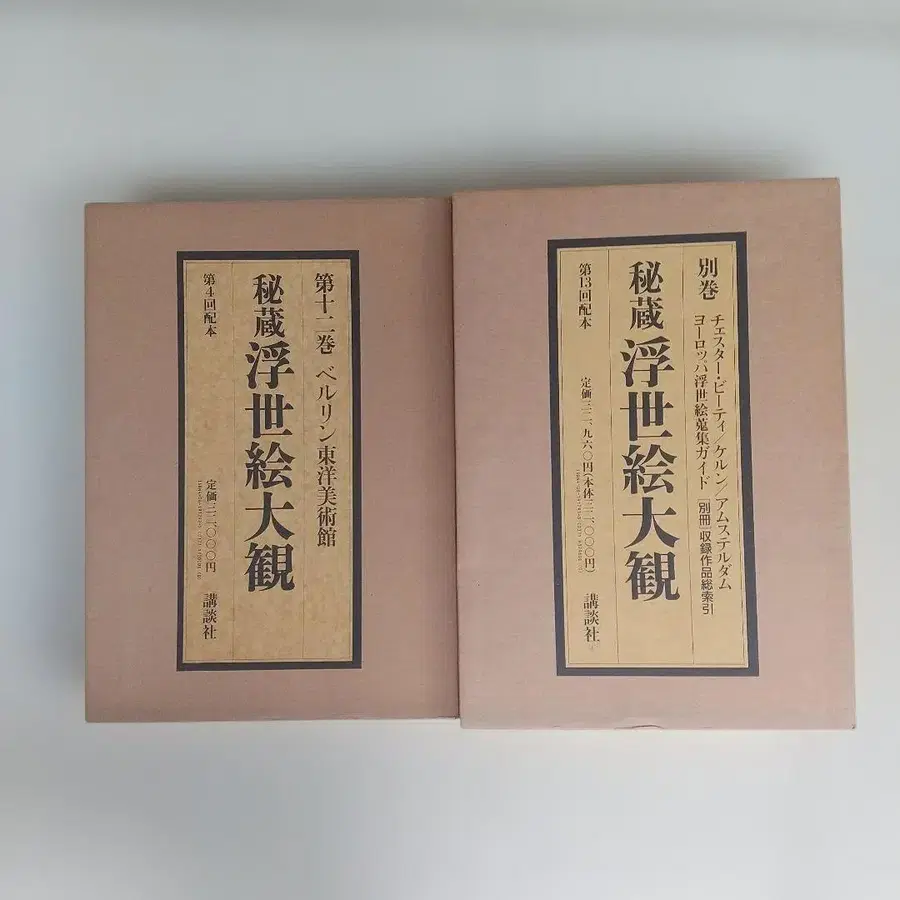 第十二巻 ベルリン東洋美術館
秘蔵 浮世絵大観
第4回配本
定価三二、〇〇〇円
講談社
別巻
チェスター・ビーティ/ケルン/アムステルダム
ヨーロッパ浮世絵蒐集ガイド
[別冊]収録作品総索引
秘蔵 浮世絵大観
第13回配本
定価三二、九六〇円(本体三二、〇〇〇円)
講談社